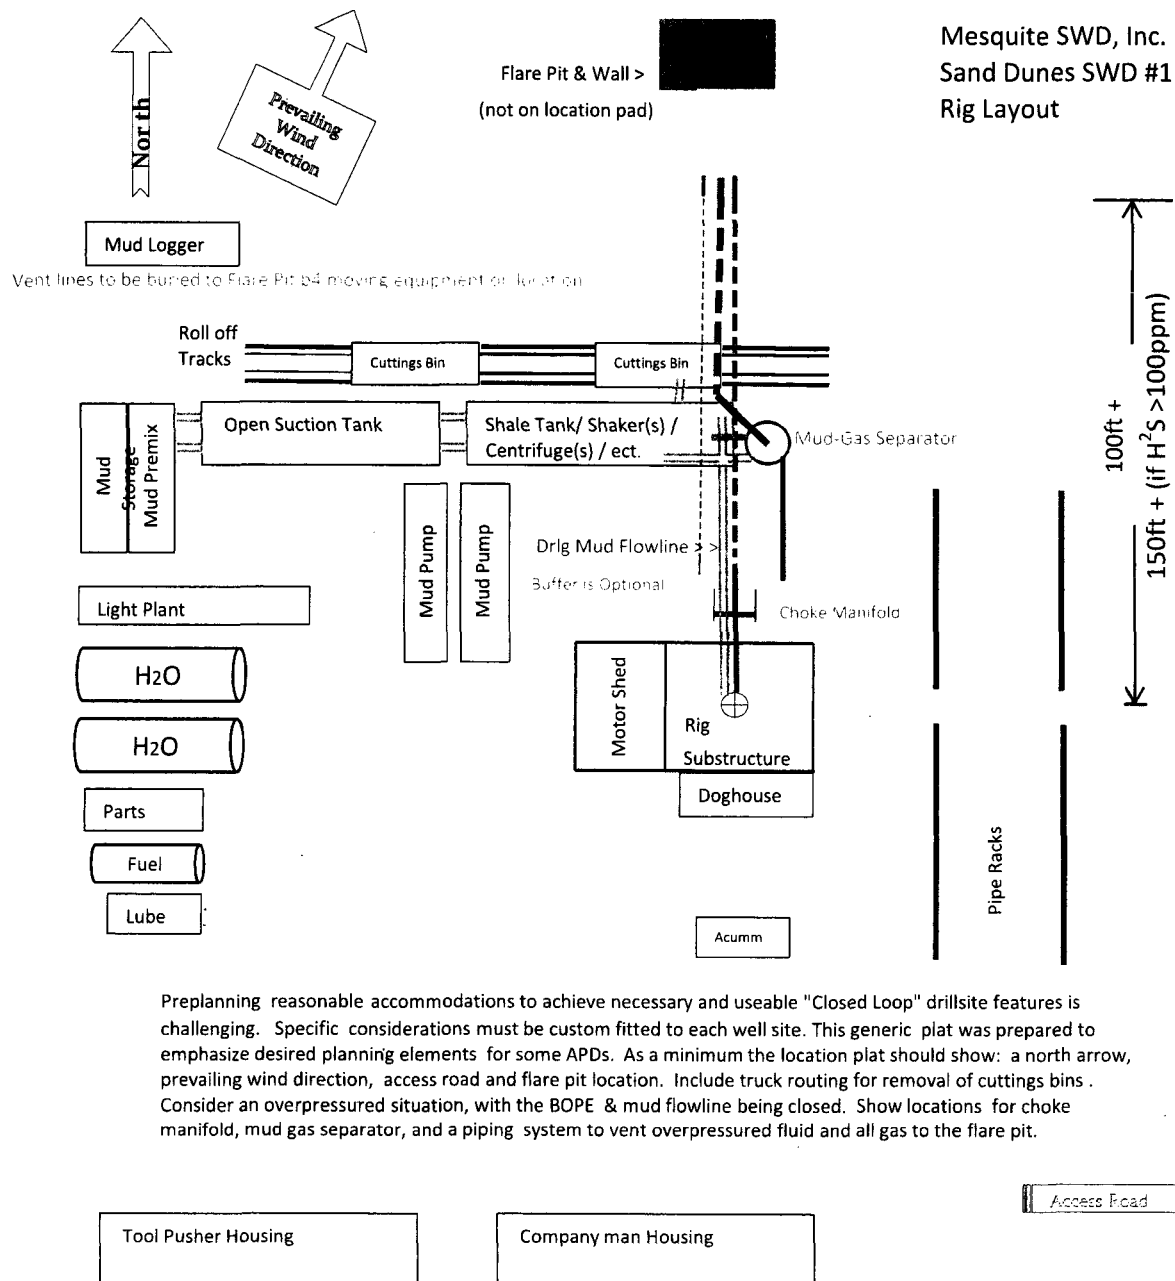 Mesquite SWD, Inc.
Sand Dunes SWD #1
Rig Layout
Flare Pit & Wall >
(not on location pad)
Nor th
Prevailing
Wind
Direction
Mud Logger
Vent lines to be buried to Flare Pit b4 moving equipment on location
Roll off
Tracks
Cuttings Bin
Cuttings Bin
100ft +
150ft + (if H²S >100ppm)
Open Suction Tank
Shale Tank/ Shaker(s) /
Centrifuge(s) / ect.
Mud-Gas Separator
Mud
Storage
Mud Premix
Mud Pump
Mud Pump
Drlg Mud Flowline > >
Buffer is Optional
Choke Manifold
Light Plant
H2O
H2O
Motor Shed
Rig
Substructure
Doghouse
Parts
Fuel
Lube
Pipe Racks
Acumm
Preplanning reasonable accommodations to achieve necessary and useable "Closed Loop" drillsite features is
challenging. Specific considerations must be custom fitted to each well site. This generic plat was prepared to
emphasize desired planning elements for some APDs. As a minimum the location plat should show: a north arrow,
prevailing wind direction, access road and flare pit location. Include truck routing for removal of cuttings bins .
Consider an overpressured situation, with the BOPE & mud flowline being closed. Show locations for choke
manifold, mud gas separator, and a piping system to vent overpressured fluid and all gas to the flare pit.
Access Road
Tool Pusher Housing
Company man Housing